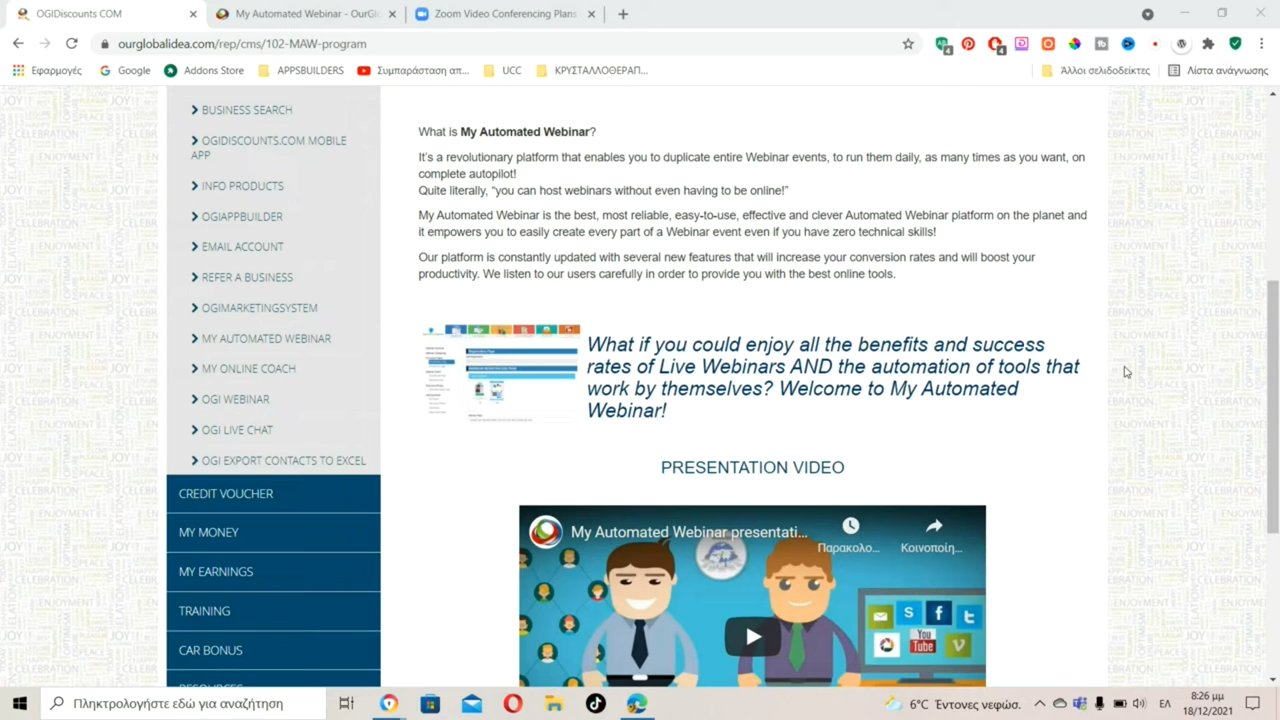 OGIDiscounts COM
My Automated Webinar - OurGlo
Zoom Video Conferencing Plans
ourglobalidea.com/rep/cms/102-MAW-program
Εφαρμογές
Google
Addons Store
APPSBUILDERS
Συμπαράσταση απ...
UCC
ΚΡΥΣΤΑΛΛΟΘΕΡΑΠ...
Άλλοι σελιδοδείκτες
Λίστα ανάγνωσης
BUSINESS SEARCH
OGIDISCOUNTS.COM MOBILE
APP
INFO PRODUCTS
OGIAPPBUILDER
EMAIL ACCOUNT
REFER A BUSINESS
OGIMARKETINGSYSTEM
MY AUTOMATED WEBINAR
MY ONLINE COACH
OGI WEBINAR
OGI LIVE CHAT
OGI EXPORT CONTACTS TO EXCEL
CREDIT VOUCHER
MY MONEY
MY EARNINGS
TRAINING
CAR BONUS
RESOURCES
What is My Automated Webinar?
It's a revolutionary platform that enables you to duplicate entire Webinar events, to run them daily, as many times as you want, on
complete autopilot!
Quite literally, "you can host webinars without even having to be online!"
My Automated Webinar is the best, most reliable, easy-to-use, effective and clever Automated Webinar platform on the planet and
it empowers you to easily create every part of a Webinar event even if you have zero technical skills!
Our platform is constantly updated with several new features that will increase your conversion rates and will boost your
productivity. We listen to our users carefully in order to provide you with the best online tools.
What if you could enjoy all the benefits and success
rates of Live Webinars AND the automation of tools that
work by themselves? Welcome to My Automated
Webinar!
PRESENTATION VIDEO
My Automated Webinar presentati...
Παρακολο...
Κοινοποίη...
You
Tube
Πληκτρολογήστε εδώ για αναζήτηση
6°C Έντονες νεφώσ.
ΕΛ
8:26 μμ
18/12/2021